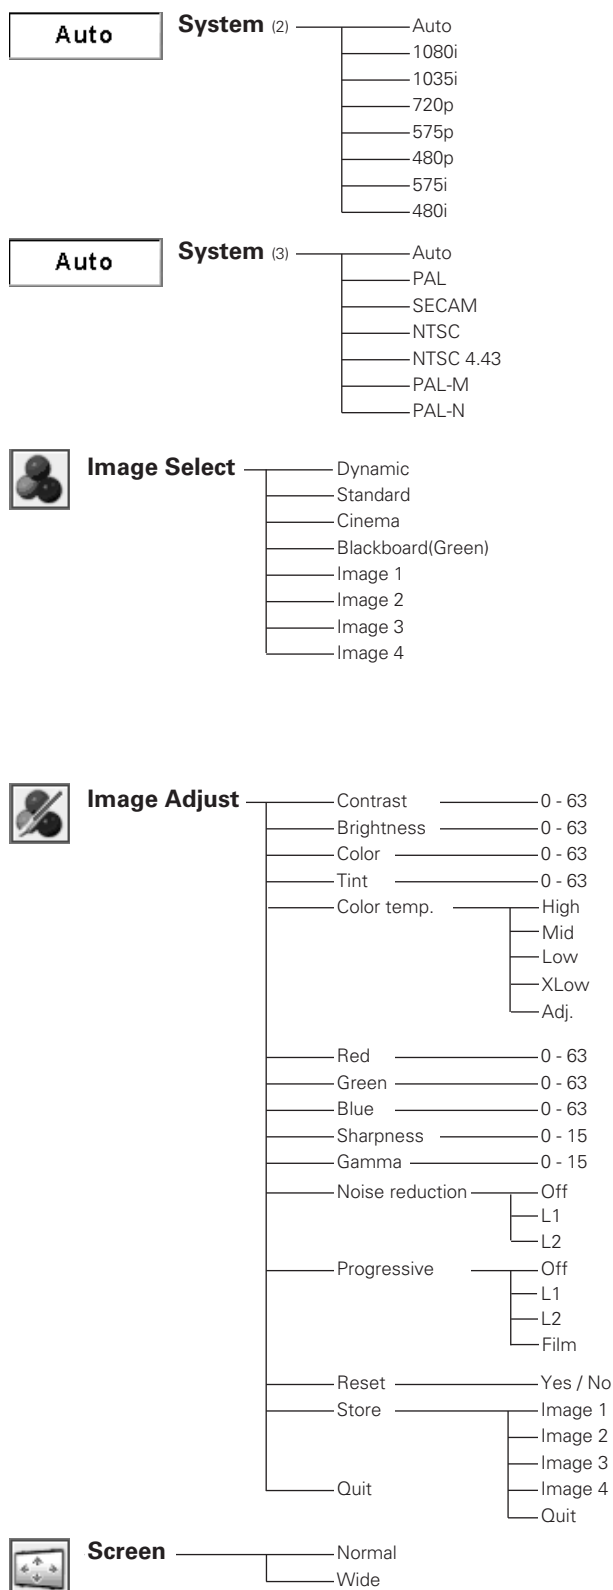 Auto
System (2)
Auto
1080i
1035i
720p
575p
480p
575i
480i
Auto
System (3)
Auto
PAL
SECAM
NTSC
NTSC 4.43
PAL-M
PAL-N
Image Select
Dynamic
Standard
Cinema
Blackboard(Green)
Image 1
Image 2
Image 3
Image 4
Image Adjust
Contrast 0 - 63
Brightness 0 - 63
Color 0 - 63
Tint 0 - 63
Color temp. High
Mid
Low
XLow
Adj.
Red 0 - 63
Green 0 - 63
Blue 0 - 63
Sharpness 0 - 15
Gamma 0 - 15
Noise reduction Off
L1
L2
Progressive Off
L1
L2
Film
Reset Yes / No
Store Image 1
Image 2
Image 3
Quit Image 4
Quit
Screen
Normal
Wide